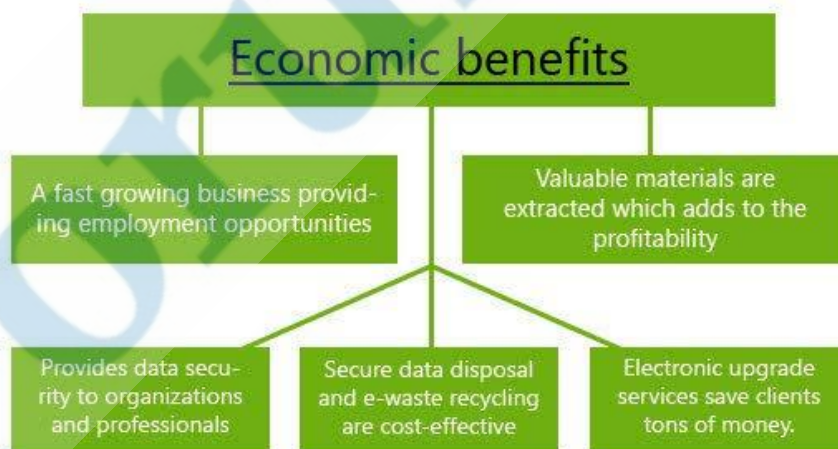 Economic benefits
A fast growing business provid-
ing employment opportunities
Valuable materials are
extracted which adds to the
profitability
Provides data secu-
rity to organizations
and professionals
Secure data disposal
and e-waste recycling
are cost-effective
Electronic upgrade
services save clients
tons of money.